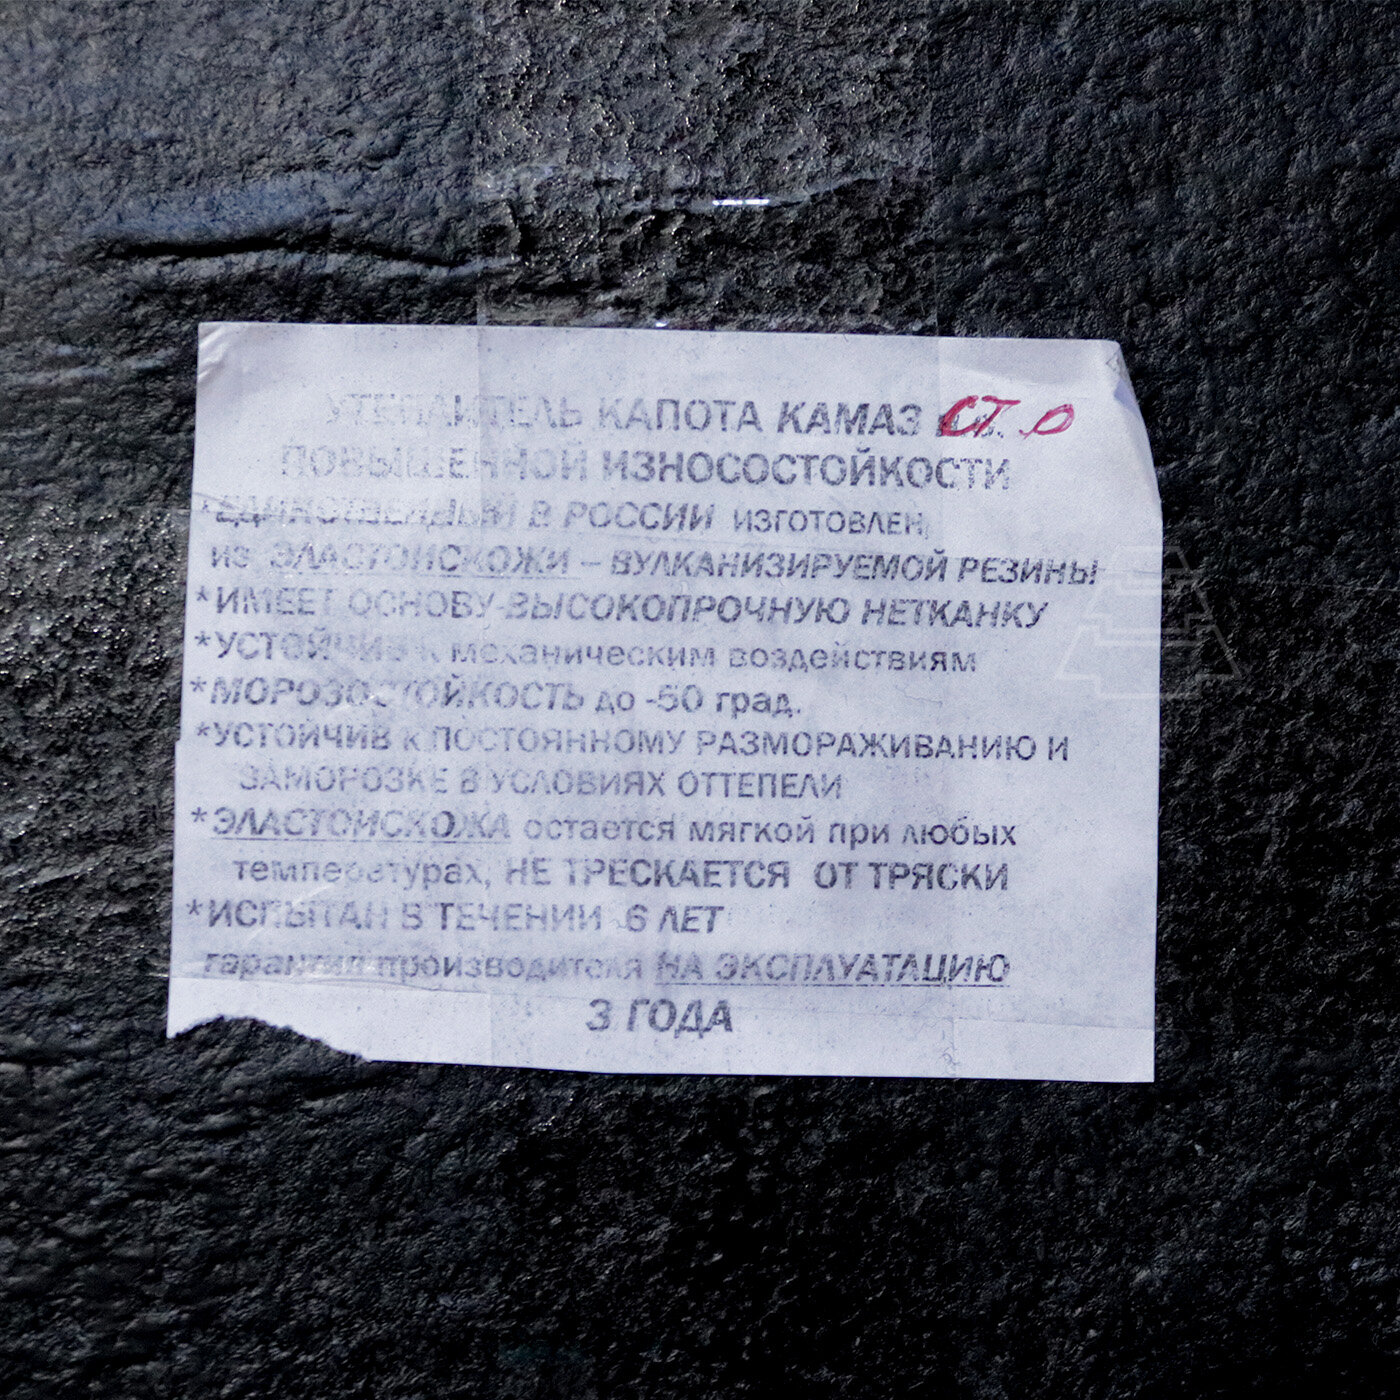 УТЕПЛИТЕЛЬ КАПОТА КАМАЗ СТ. О
ПОВЫШЕННОЙ ИЗНОСОСТОЙКОСТИ
*ЕДИНСТВЕННЫЙ В РОССИИ ИЗГОТОВЛЕН
из ЭЛАСТОИСКОЖИ – ВУЛКАНИЗИРУЕМОЙ РЕЗИНЫ
*ИМЕЕТ ОСНОВУ-ВЫСОКОПРОЧНУЮ НЕТКАНКУ
*УСТОЙЧИВ К механическим воздействиям
*МОРОЗОСТОЙКОСТЬ до -50 град.
*УСТОЙЧИВ К ПОСТОЯННОМУ РАЗМОРАЖИВАНИЮ И
ЗАМОРОЗКЕ В УСЛОВИЯХ ОТТЕПЕЛИ
*ЭЛАСТОИСКОЖА остается мягкой при любых
температурах, НЕ ТРЕСКАЕТСЯ ОТ ТРЯСКИ
*ИСПЫТАН В ТЕЧЕНИИ 6 ЛЕТ
гарантия производителя НА ЭКСПЛУАТАЦИЮ
3 ГОДА